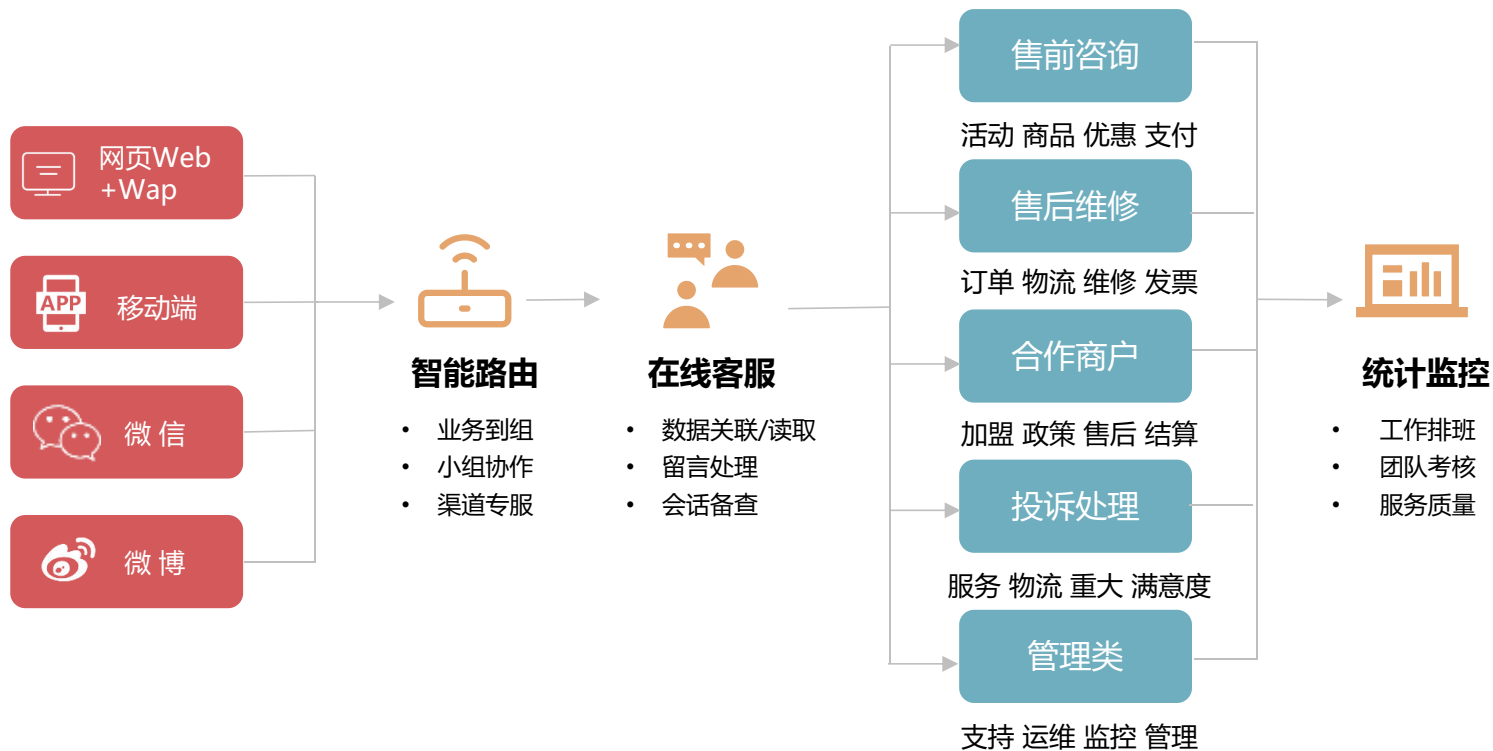 网页Web
+Wap
APP
移动端
微 信
微 博
智能路由
• 业务到组
• 小组协作
• 渠道专服
在线客服
• 数据关联/读取
• 留言处理
• 会话备查
售前咨询
活动 商品 优惠 支付
售后维修
订单 物流 维修 发票
合作商户
加盟 政策 售后 结算
投诉处理
服务 物流 重大 满意度
管理类
支持 运维 监控 管理
统计监控
• 工作排班
• 团队考核
• 服务质量